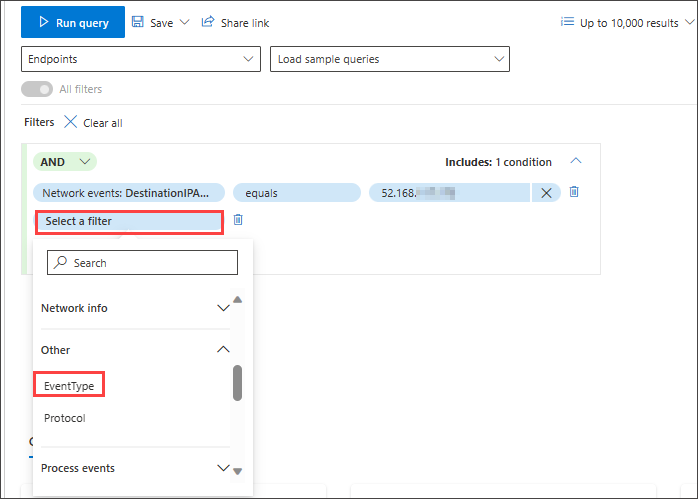 Run query Save Share link Up to 10,000 results
Endpoints Load sample queries
All filters
Filters Clear all
AND Includes: 1 condition
Network events: DestinationIPA... equals 52.168.
Select a filter
Search
Network info
Other
EventType
Protocol
Process events